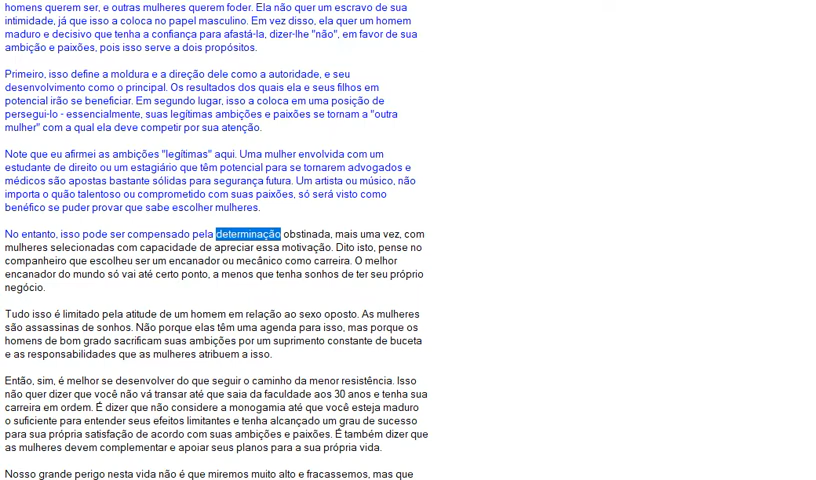 homens querem ser, e outras mulheres querem foder. Ela não quer um escravo de sua
intimidade, já que isso a coloca no papel masculino. Em vez disso, ela quer um homem
maduro e decisivo que tenha a confiança para afastá-la, dizer-lhe "não", em favor de sua
ambição e paixões, pois isso serve a dois propósitos.
Primeiro, isso define a moldura e a direção dele como a autoridade, e seu
desenvolvimento como o principal. Os resultados dos quais ela e seus filhos em
potencial irão se beneficiar. Em segundo lugar, isso a coloca em uma posição de
persegui-lo - essencialmente, suas legítimas ambições e paixões se tornam a "outra
mulher" com a qual ela deve competir por sua atenção.
Note que eu afirmei as ambições "legítimas" aqui. Uma mulher envolvida com um
estudante de direito ou um estagiário que têm potencial para se tornarem advogados e
médicos são apostas bastante sólidas para segurança futura. Um artista ou músico, não
importa o quão talentoso ou comprometido com suas paixões, só será visto como
benéfico se puder provar que sabe escolher mulheres.
No entanto, isso pode ser compensado pela determinação obstinada, mais uma vez, com
mulheres selecionadas com capacidade de apreciar essa motivação. Dito isto, pense no
companheiro que escolheu ser um encanador ou mecânico como carreira. O melhor
encanador do mundo só vai até certo ponto, a menos que tenha sonhos de ter seu próprio
negócio.
Tudo isso é limitado pela atitude de um homem em relação ao sexo oposto. As mulheres
são assassinas de sonhos. Não porque elas têm uma agenda para isso, mas porque os
homens de bom grado sacrificam suas ambições por um suprimento constante de buceta
e as responsabilidades que as mulheres atribuem a isso.
Então, sim, é melhor se desenvolver do que seguir o caminho da menor resistência. Isso
não quer dizer que você não vá transar até que saia da faculdade aos 30 anos e tenha sua
carreira em ordem. É dizer que não considere a monogamia até que você esteja maduro
o suficiente para entender seus efeitos limitantes e tenha alcançado um grau de sucesso
para sua própria satisfação de acordo com suas ambições e paixões. É também dizer que
as mulheres devem complementar e apoiar seus planos para a sua própria vida.
Nosso grande perigo nesta vida não é que miremos muito alto e fracassemos, mas que